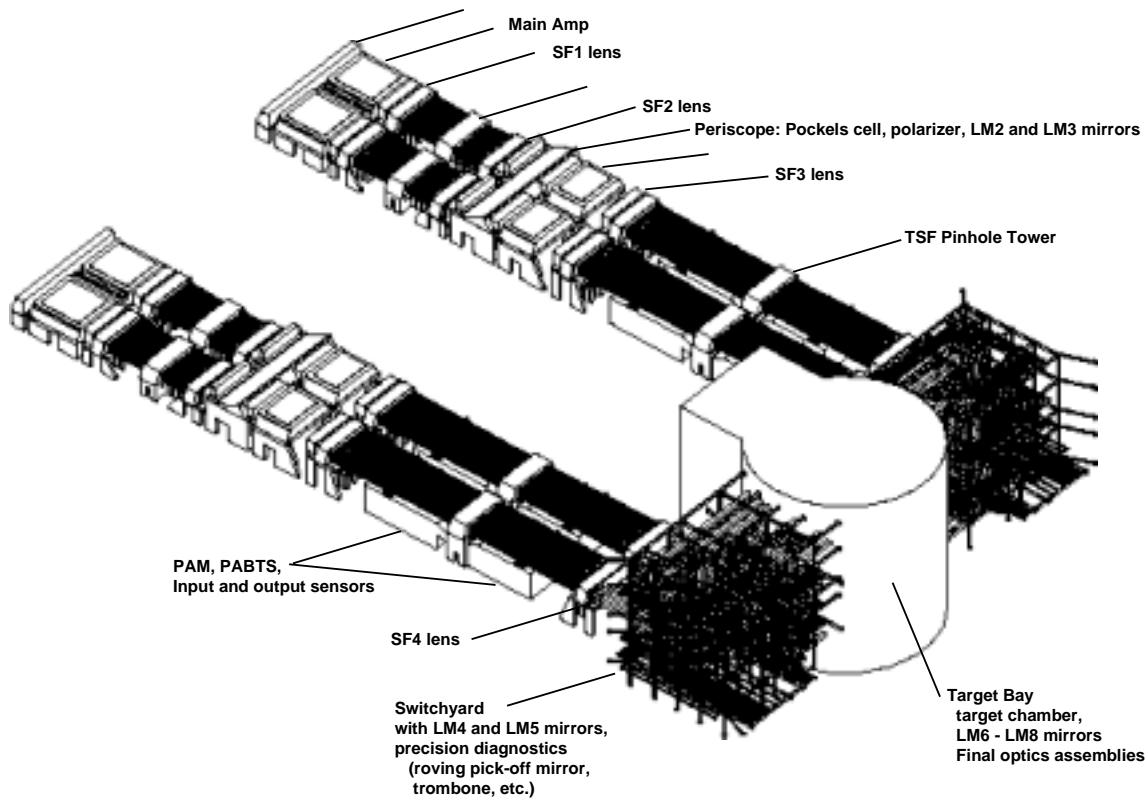 Main Amp
SF1 lens
SF2 lens
Periscope: Pockels cell, polarizer, LM2 and LM3 mirrors
SF3 lens
TSF Pinhole Tower
PAM, PABTS,
Input and output sensors
SF4 lens
Switchyard
with LM4 and LM5 mirrors,
precision diagnostics
(roving pick-off mirror,
trombone, etc.)
Target Bay
target chamber,
LM6 - LM8 mirrors
Final optics assemblies